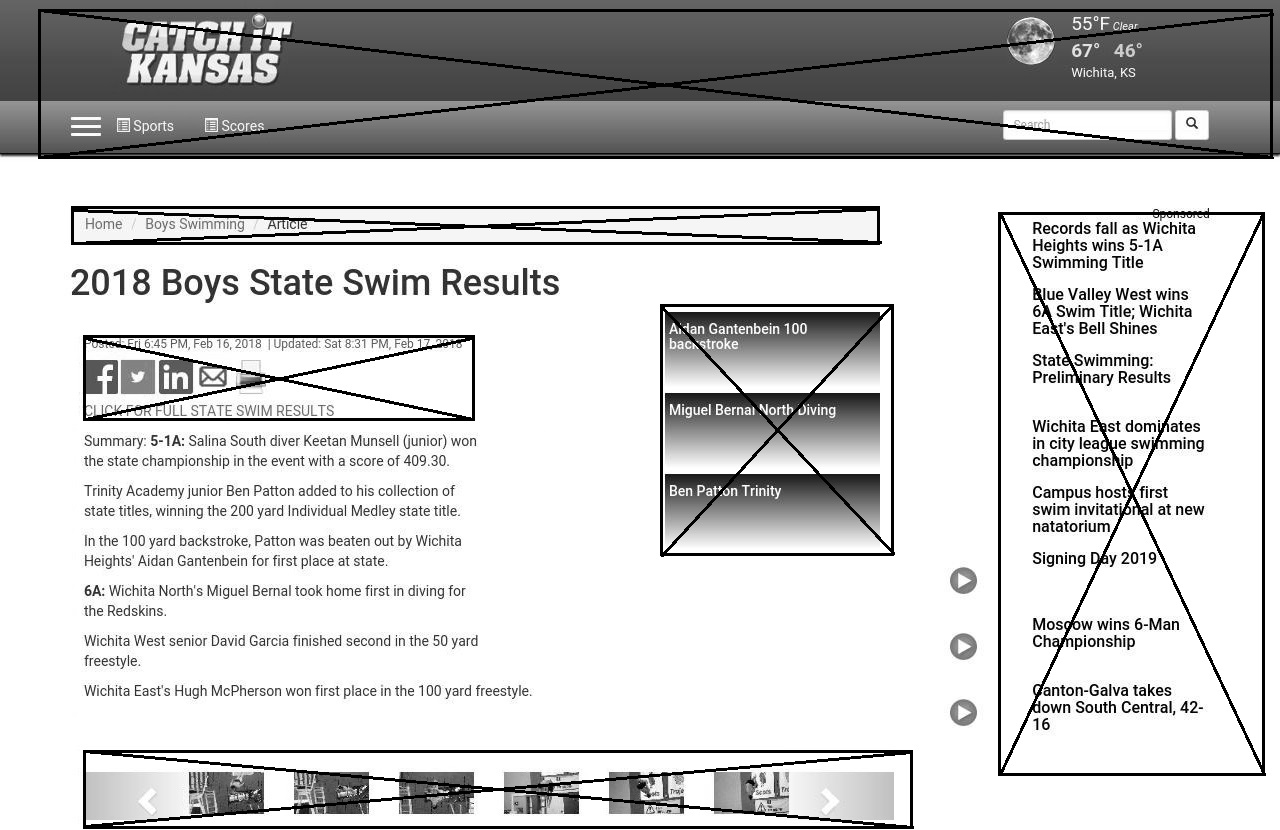 CATCH iT
KANSAS
55°F Clear
67° 46°
Wichita, KS
Sports
Scores
Search
Home / Boys Swimming / Article
Sponsored
2018 Boys State Swim Results
Posted: Fri 6:45 PM, Feb 16, 2018 | Updated: Sat 8:31 PM, Feb 17, 2018
CLICK FOR FULL STATE SWIM RESULTS
Summary: 5-1A: Salina South diver Keetan Munsell (junior) won
the state championship in the event with a score of 409.30.
Trinity Academy junior Ben Patton added to his collection of
state titles, winning the 200 yard Individual Medley state title.
In the 100 yard backstroke, Patton was beaten out by Wichita
Heights' Aidan Gantenbein for first place at state.
6A: Wichita North's Miguel Bernal took home first in diving for
the Redskins.
Wichita West senior David Garcia finished second in the 50 yard
freestyle.
Wichita East's Hugh McPherson won first place in the 100 yard freestyle.
Aidan Gantenbein 100
backstroke
Miguel Bernal North Diving
Ben Patton Trinity
Records fall as Wichita
Heights wins 5-1A
Swimming Title
Blue Valley West wins
6A Swim Title; Wichita
East's Bell Shines
State Swimming:
Preliminary Results
Wichita East dominates
in city league swimming
championship
Campus hosts first
swim invitational at new
natatorium
Signing Day 2019
Moscow wins 6-Man
Championship
Canton-Galva takes
down South Central, 42-
16